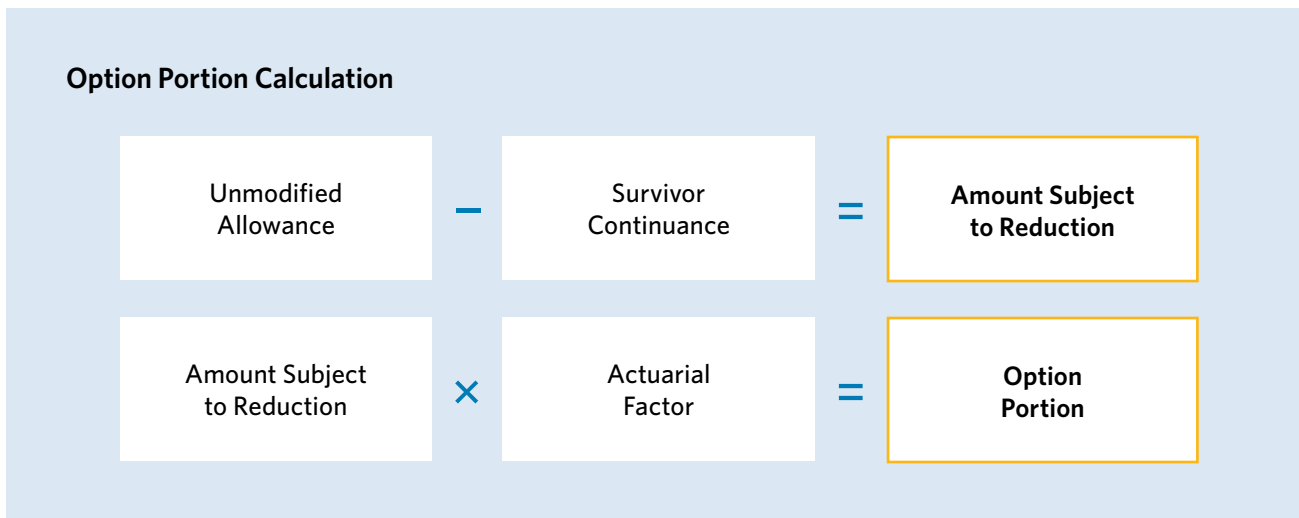 Option Portion Calculation
Unmodified
Allowance
−
Survivor
Continuance
=
Amount Subject
to Reduction
Amount Subject
to Reduction
×
Actuarial
Factor
=
Option
Portion